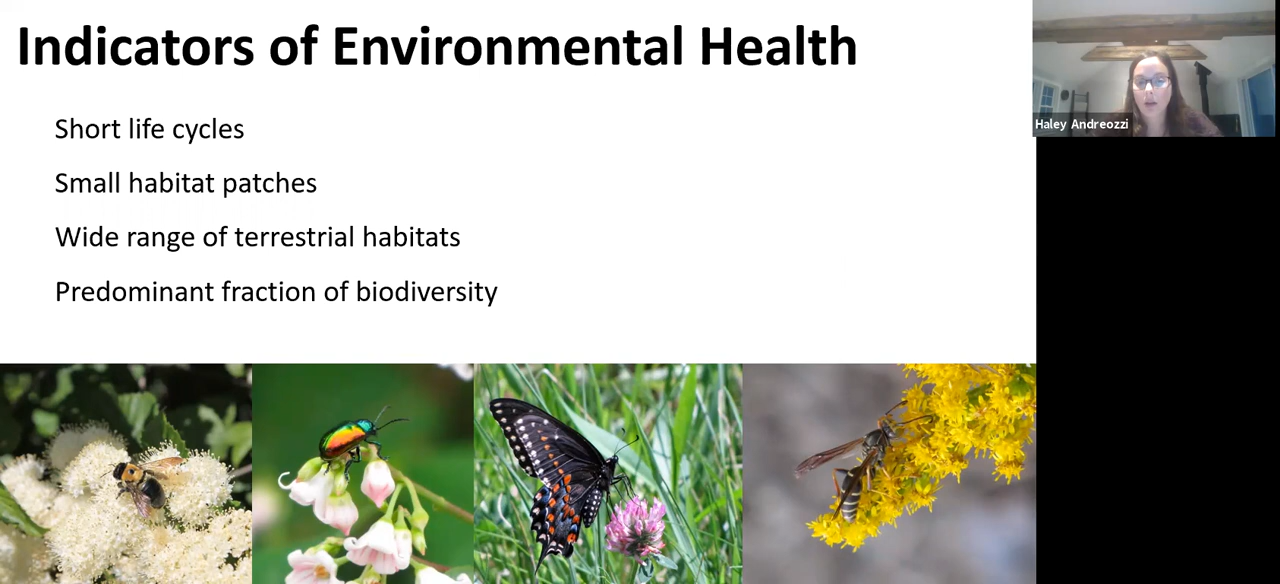 Indicators of Environmental Health
Haley Andreozzi
Short life cycles
Small habitat patches
Wide range of terrestrial habitats
Predominant fraction of biodiversity